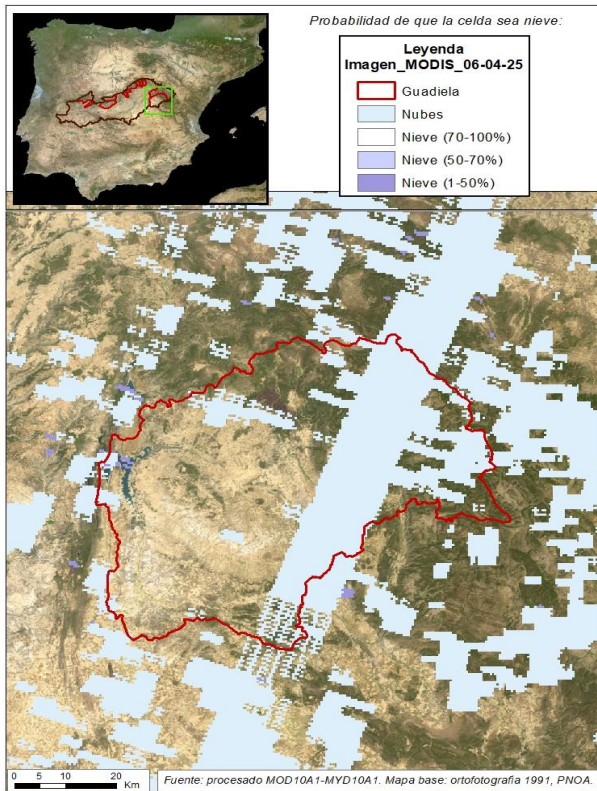 Probabilidad de que la celda sea nieve:
Leyenda
Imagen_MODIS_06-04-25
Guadiela
Nubes
Nieve (70-100%)
Nieve (50-70%)
Nieve (1-50%)
0 5 10 20
Km
Fuente: procesado MOD10A1-MYD10A1. Mapa base: ortofotografia 1991, PNOA.